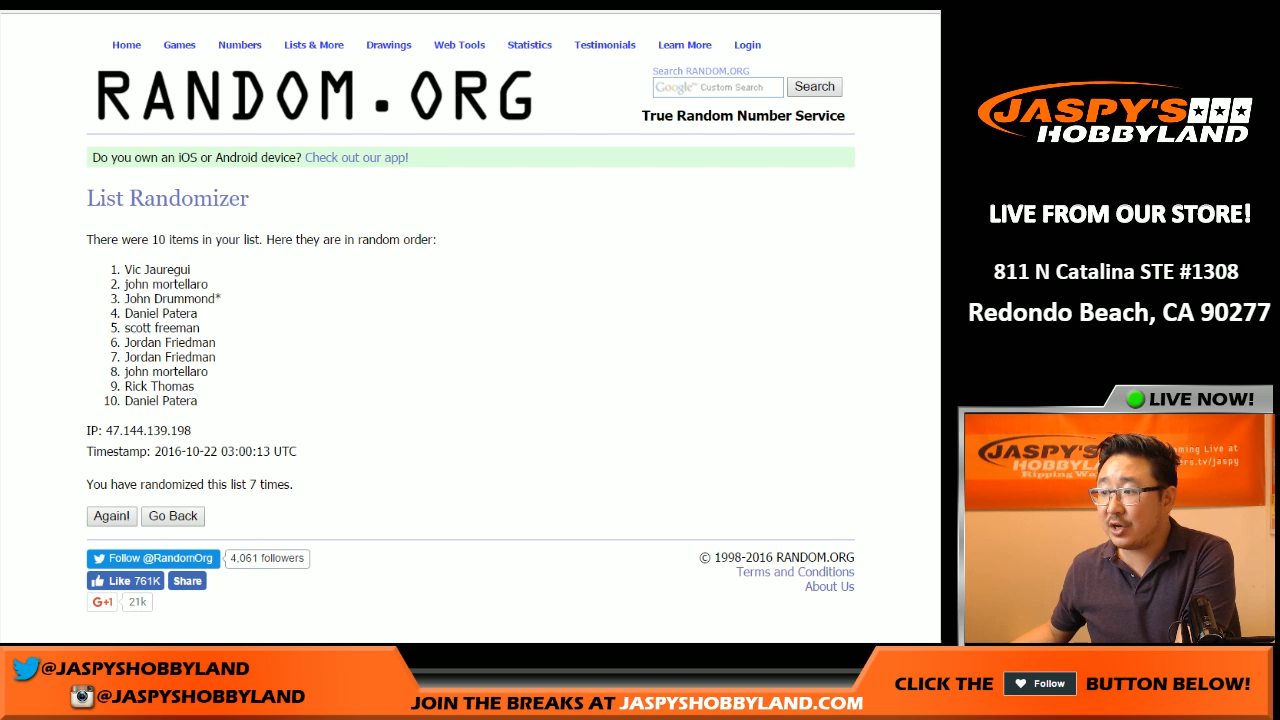 Home Games Numbers Lists & More Drawings Web Tools Statistics Testimonials Learn More Login
RANDOM.ORG
Search RANDOM.ORG
Google™ Custom Search Search
True Random Number Service
Do you own an iOS or Android device? Check out our app!
List Randomizer
There were 10 items in your list. Here they are in random order:
1. Vic Jauregui
2. john mortellaro
3. John Drummond*
4. Daniel Patera
5. scott freeman
6. Jordan Friedman
7. Jordan Friedman
8. john mortellaro
9. Rick Thomas
10. Daniel Patera
IP: 47.144.139.198
Timestamp: 2016-10-22 03:00:13 UTC
You have randomized this list 7 times.
Again! Go Back
Follow @RandomOrg 4,061 followers
Like 761K Share
G+1 21k
© 1998-2016 RANDOM.ORG
Terms and Conditions
About Us
JASPY'S
HOBBYLAND
LIVE FROM OUR STORE!
811 N Catalina STE #1308
Redondo Beach, CA 90277
LIVE NOW!
JASPY'S
HOBBYLA
Ripping Wa
ming Live at
ers.tv/jaspy
@JASPYSHOBBYLAND
@JASPYSHOBBYLAND
JOIN THE BREAKS AT JASPYSHOBBYLAND.COM
CLICK THE Follow BUTTON BELOW!